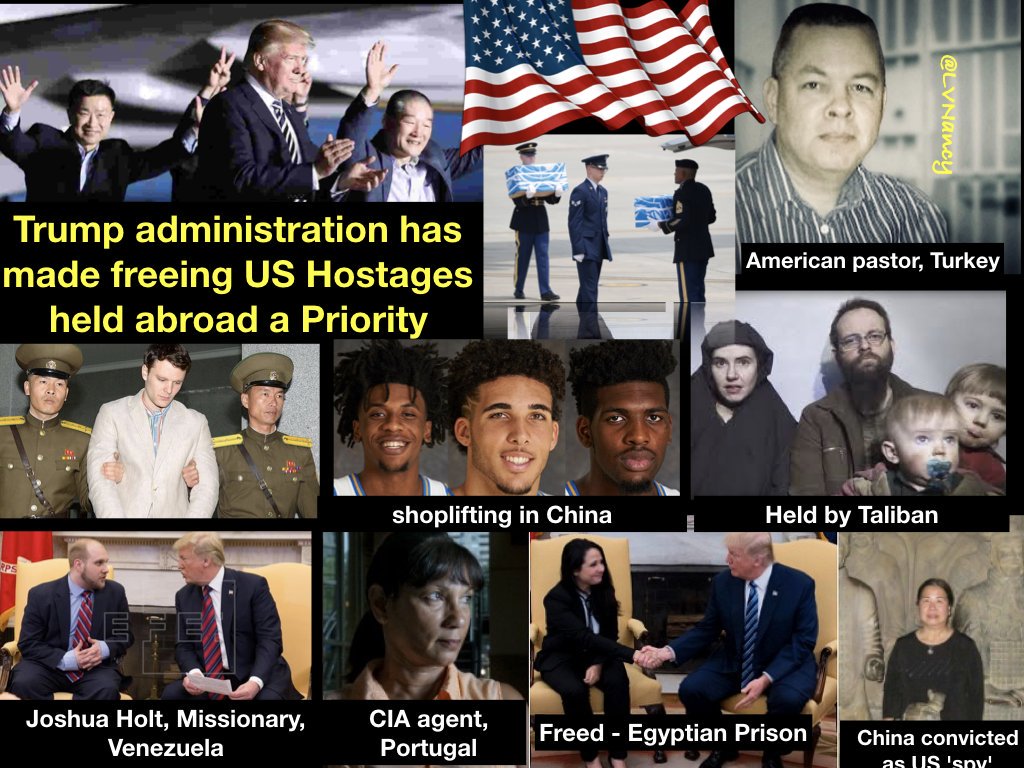 @LVNancy
Trump administration has
made freeing US Hostages
held abroad a Priority
American pastor, Turkey
shoplifting in China
Held by Taliban
RPS
EFE
Joshua Holt, Missionary,
Venezuela
CIA agent,
Portugal
Freed - Egyptian Prison
China convicted
as US 'spy'